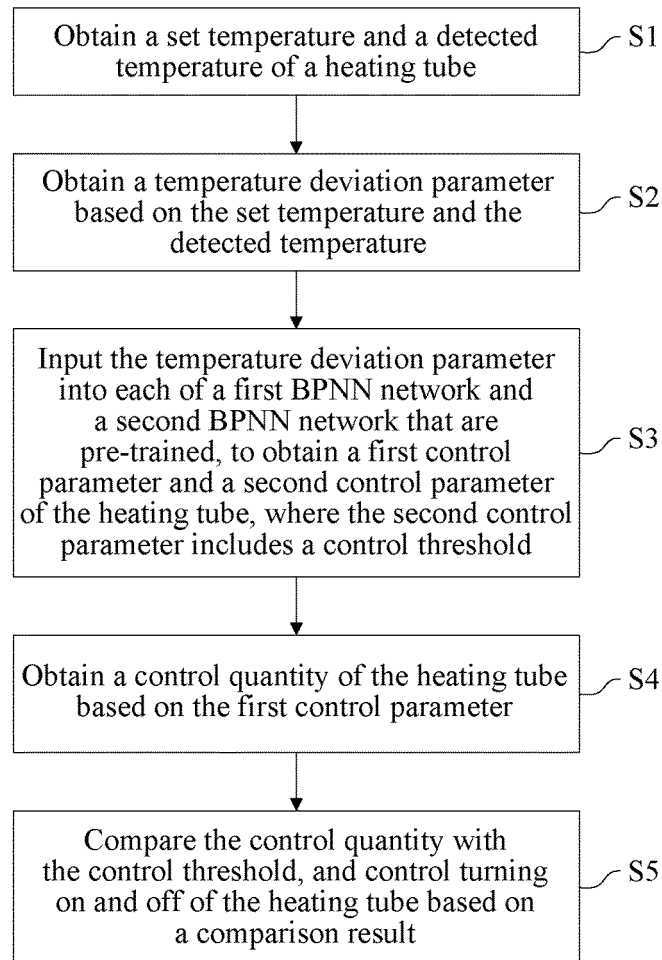 Obtain a set temperature and a detected
temperature of a heating tube
S1
Obtain a temperature deviation parameter
based on the set temperature and the
detected temperature
S2
Input the temperature deviation parameter
into each of a first BPNN network and
a second BPNN network that are
pre-trained, to obtain a first control
parameter and a second control parameter
of the heating tube, where the second control
parameter includes a control threshold
S3
Obtain a control quantity of the heating tube
based on the first control parameter
S4
Compare the control quantity with
the control threshold, and control turning
on and off of the heating tube based on
a comparison result
S5